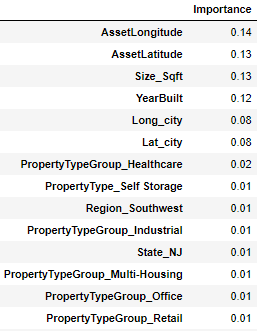 Importance
AssetLongitude 0.14
AssetLatitude 0.13
Size_Sqft 0.13
YearBuilt 0.12
Long_city 0.08
Lat_city 0.08
PropertyTypeGroup_Healthcare 0.02
PropertyType_Self Storage 0.01
Region_Southwest 0.01
PropertyTypeGroup_Industrial 0.01
State_NJ 0.01
PropertyTypeGroup_Multi-Housing 0.01
PropertyTypeGroup_Office 0.01
PropertyTypeGroup_Retail 0.01